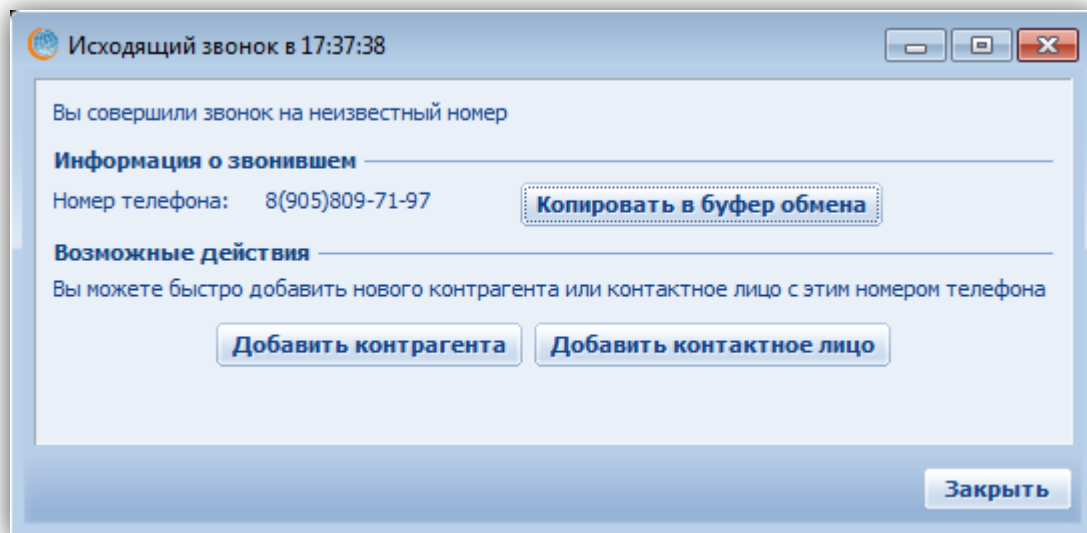 Исходящий звонок в 17:37:38
Вы совершили звонок на неизвестный номер
Информация о звонившем
Номер телефона: 8(905)809-71-97 Копировать в буфер обмена
Возможные действия
Вы можете быстро добавить нового контрагента или контактное лицо с этим номером телефона
Добавить контрагента Добавить контактное лицо
Закрыть